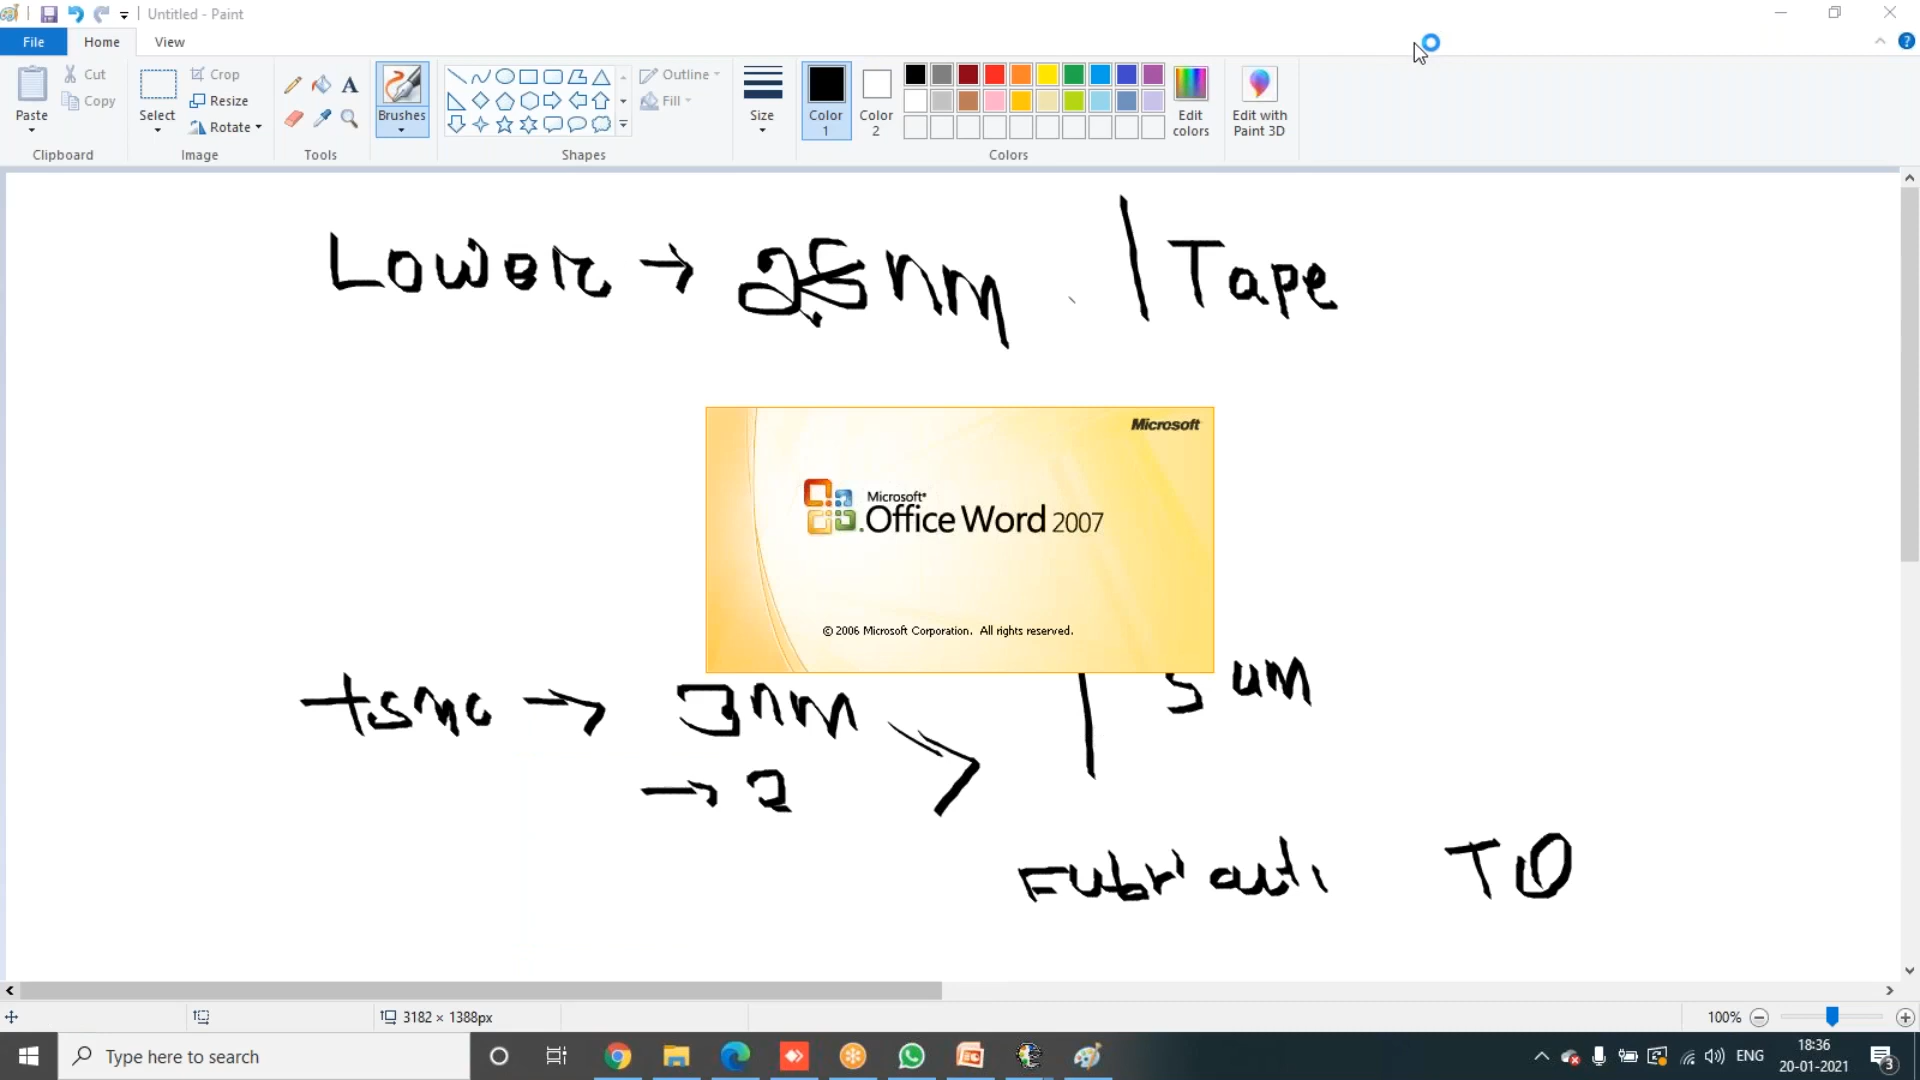 Untitled - Paint
File Home View
Paste
Cut
Copy
Clipboard
Select
Crop
Resize
Rotate
Image
Tools
Brushes
Shapes
Outline
Fill
Size
Color 1
Color 2
Colors
Edit colors
Edit with Paint 3D
Lower → nm | Tape
Microsoft
Microsoft
Office Word 2007
© 2006 Microsoft Corporation. All rights reserved.
tsmc → 3nm 5 um
→ 2
TO
3182 × 1388px
100%
Type here to search
ENG
18:36
20-01-2021
3